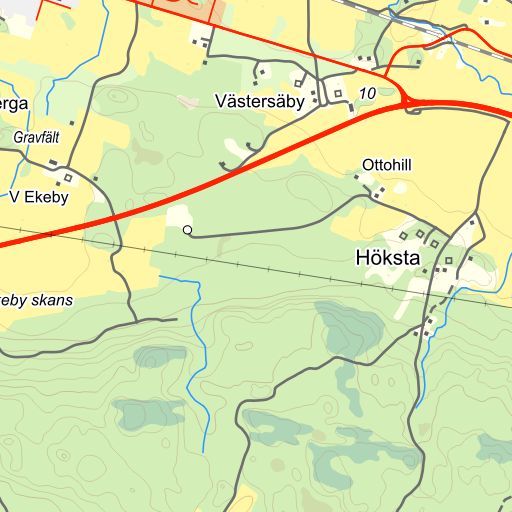 Västersäby
10
erga
Gravfält
Ottohill
V Ekeby
Höksta
eby skans